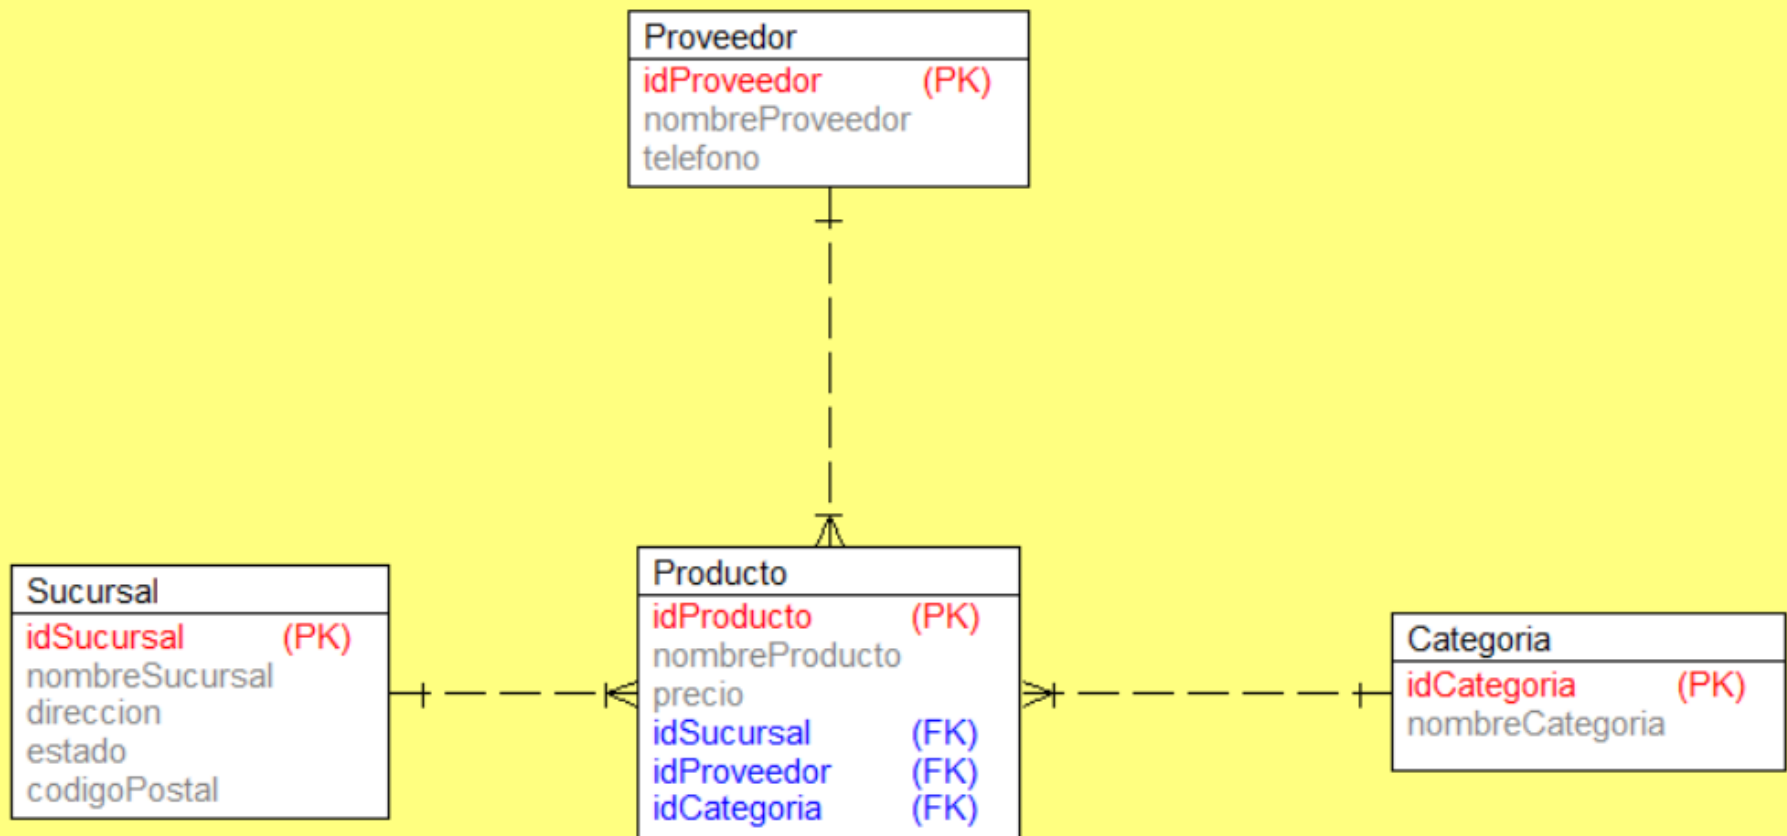 Proveedor
idProveedor (PK)
nombreProveedor
telefono
Sucursal
idSucursal (PK)
nombreSucursal
direccion
estado
codigoPostal
Producto
idProducto (PK)
nombreProducto
precio
idSucursal (FK)
idProveedor (FK)
idCategoria (FK)
Categoria
idCategoria (PK)
nombreCategoria